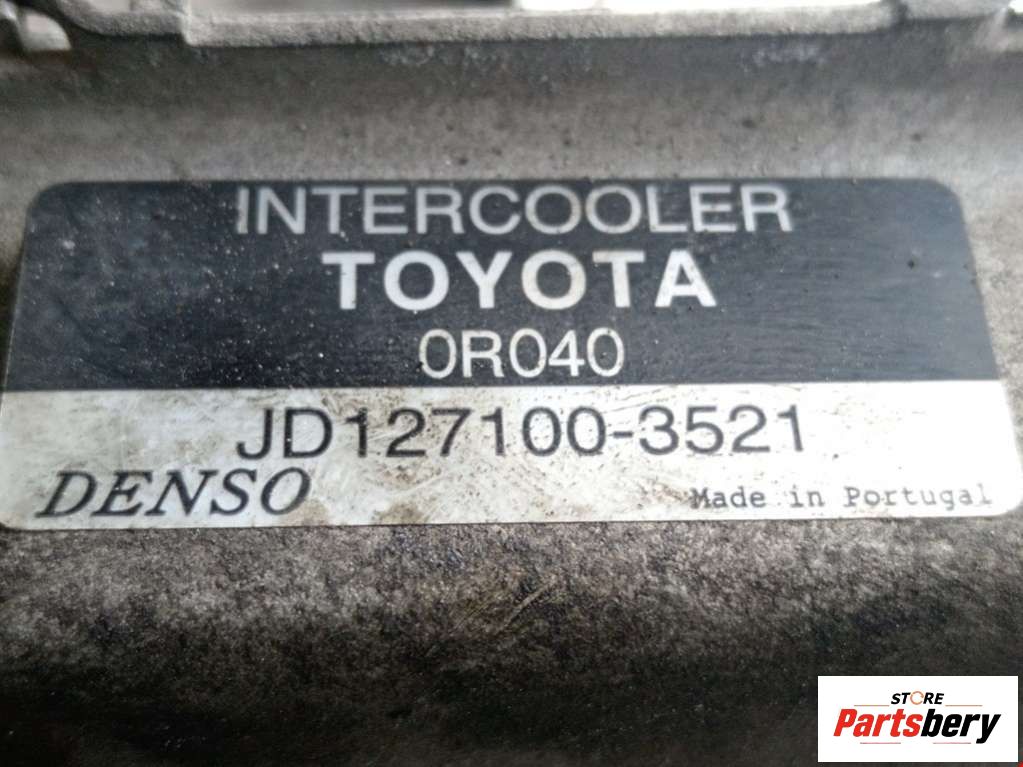 INTERCOOLER
TOYOTA
0R040
JD127100-3521
DENSO Made in Portugal
STORE
Partsbery